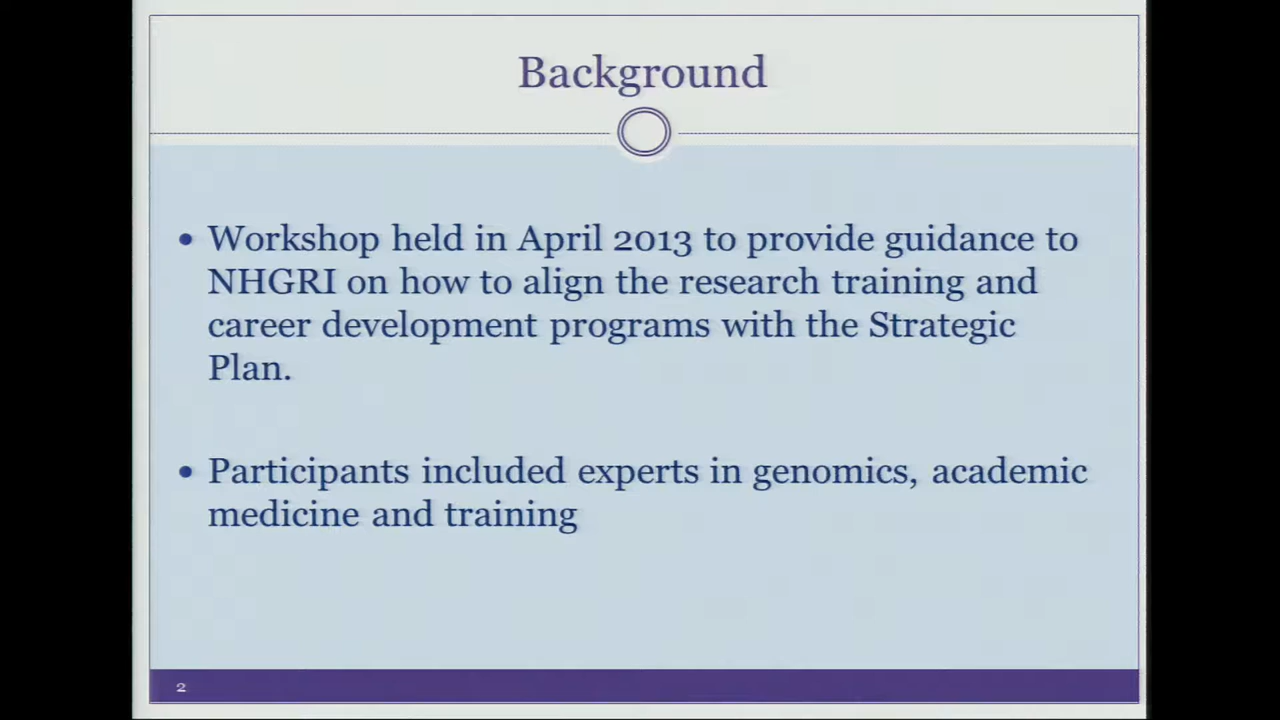 Background
• Workshop held in April 2013 to provide guidance to
NHGRI on how to align the research training and
career development programs with the Strategic
Plan.
• Participants included experts in genomics, academic
medicine and training
2